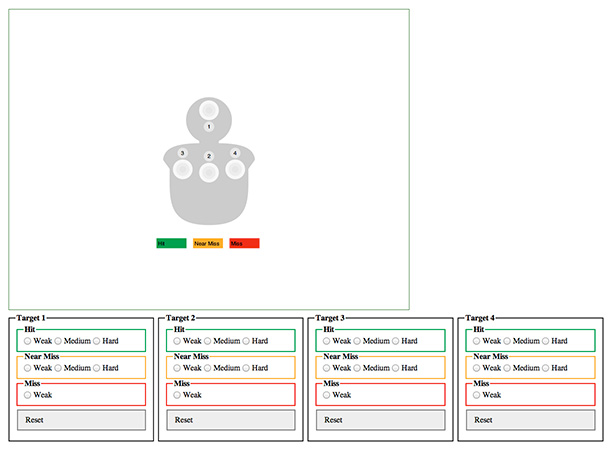 1
3 2 4
Hit Near Miss Miss
Target 1 Target 2 Target 3 Target 4
Hit Hit Hit Hit
Weak Medium Hard Weak Medium Hard Weak Medium Hard Weak Medium Hard
Near Miss Near Miss Near Miss Near Miss
Weak Medium Hard Weak Medium Hard Weak Medium Hard Weak Medium Hard
Miss Miss Miss Miss
Weak Weak Weak Weak
Reset Reset Reset Reset